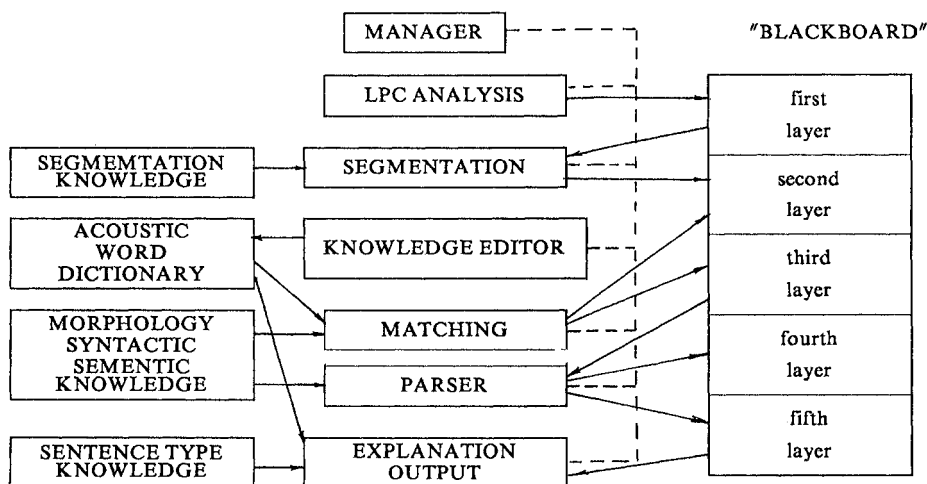 MANAGER
"BLACKBOARD"
LPC ANALYSIS
first
layer
SEGMEMTATION
KNOWLEDGE
SEGMENTATION
second
layer
ACOUSTIC
WORD
DICTIONARY
KNOWLEDGE EDITOR
third
layer
MORPHOLOGY
SYNTACTIC
SEMENTIC
KNOWLEDGE
MATCHING
PARSER
fourth
layer
fifth
layer
SENTENCE TYPE
KNOWLEDGE
EXPLANATION
OUTPUT